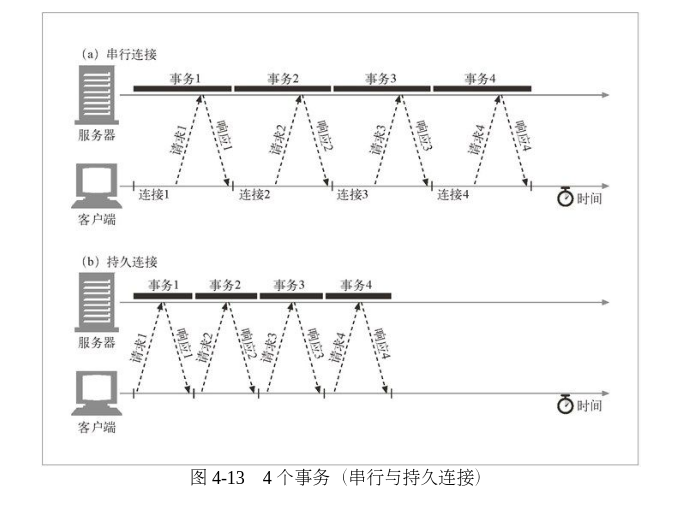 （a）串行连接
事务1 事务2 事务3 事务4
服务器
请求1 响应1 请求2 响应2 请求3 响应3 请求4 响应4
连接1 连接2 连接3 连接4 时间
客户端
（b）持久连接
事务1 事务2 事务3 事务4
服务器
请求1 响应1 请求2 响应2 请求3 响应3 请求4 响应4
时间
客户端
图 4-13 4 个事务（串行与持久连接）